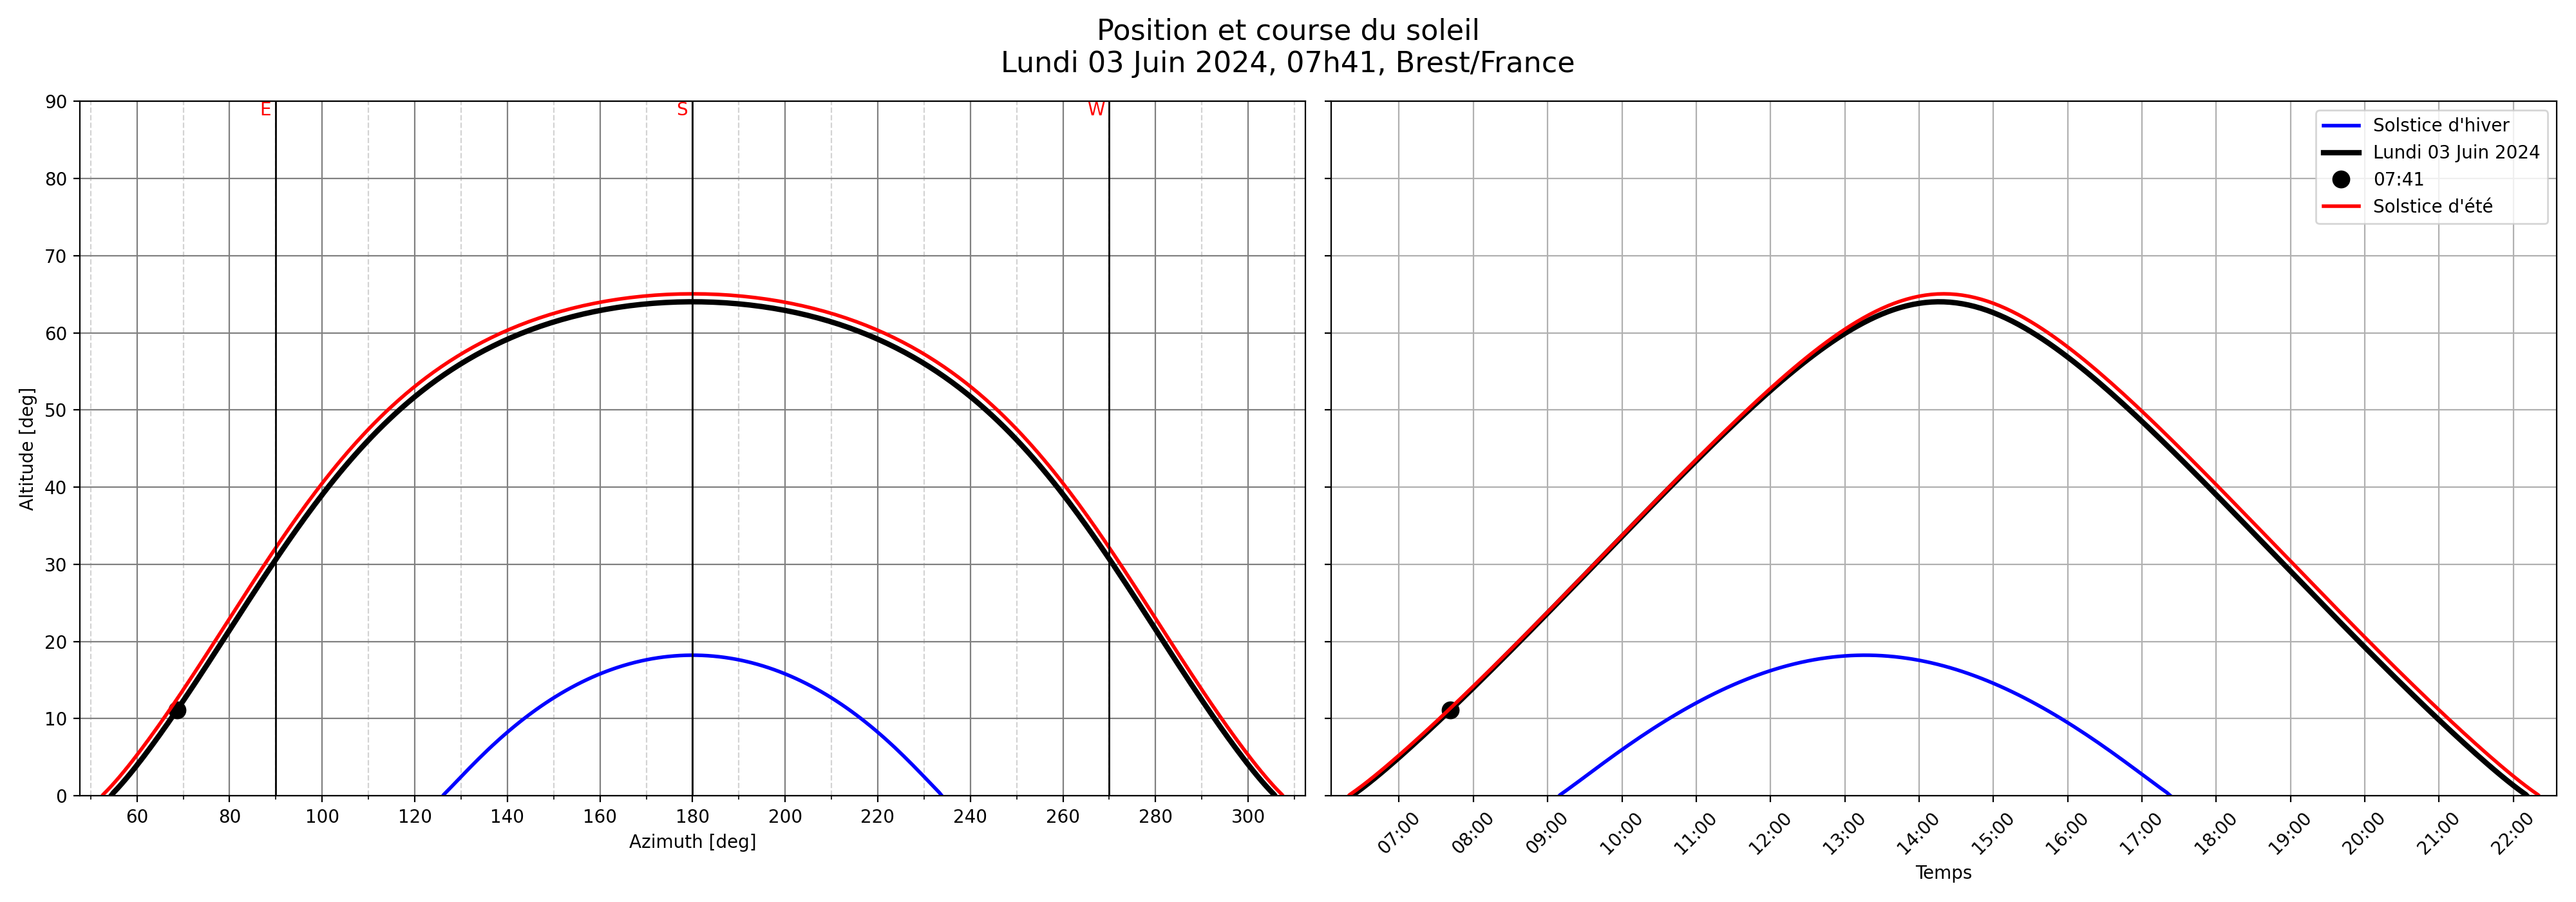 Position et course du soleil
Lundi 03 Juin 2024, 07h41, Brest/France
E
S
W
90
80
70
60
50
40
30
20
10
0
Altitude [deg]
60 80 100 120 140 160 180 200 220 240 260 280 300
Azimuth [deg]
Solstice d'hiver
Lundi 03 Juin 2024
07:41
Solstice d'été
07:00 08:00 09:00 10:00 11:00 12:00 13:00 14:00 15:00 16:00 17:00 18:00 19:00 20:00 21:00 22:00
Temps